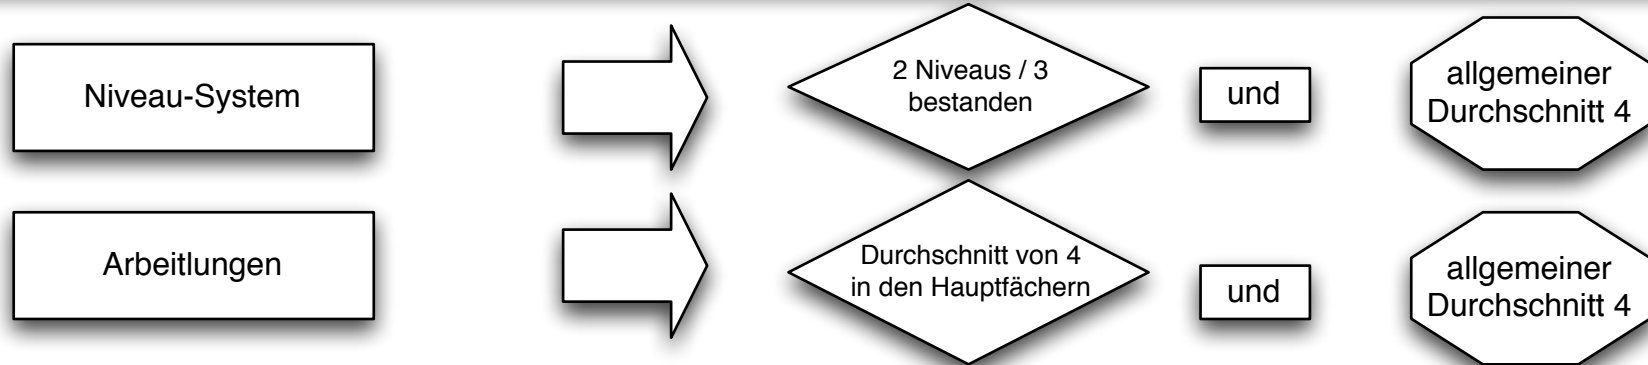 Niveau-System
2 Niveaus / 3
bestanden
und
allgemeiner
Durchschnitt 4
Arbeitlungen
Durchschnitt von 4
in den Hauptfächern
und
allgemeiner
Durchschnitt 4